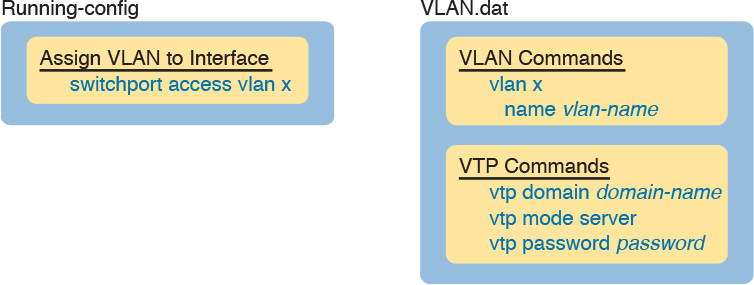 Running-config
Assign VLAN to Interface
switchport access vlan x
VLAN.dat
VLAN Commands
vlan x
name vlan-name
VTP Commands
vtp domain domain-name
vtp mode server
vtp password password